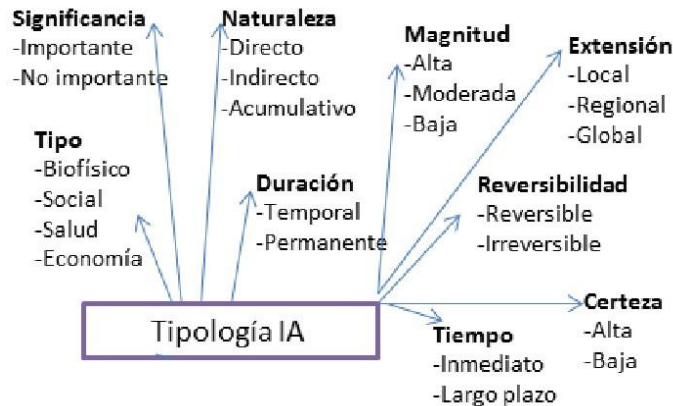 Significancia
-Importante
-No importante
Naturaleza
-Directo
-Indirecto
-Acumulativo
Magnitud
-Alta
-Moderada
-Baja
Extensión
-Local
-Regional
-Global
Tipo
-Biofísico
-Social
-Salud
-Economía
Duración
-Temporal
-Permanente
Reversibilidad
-Reversible
-Irreversible
Tipología IA
Tiempo
-Inmediato
-Largo plazo
Certeza
-Alta
-Baja